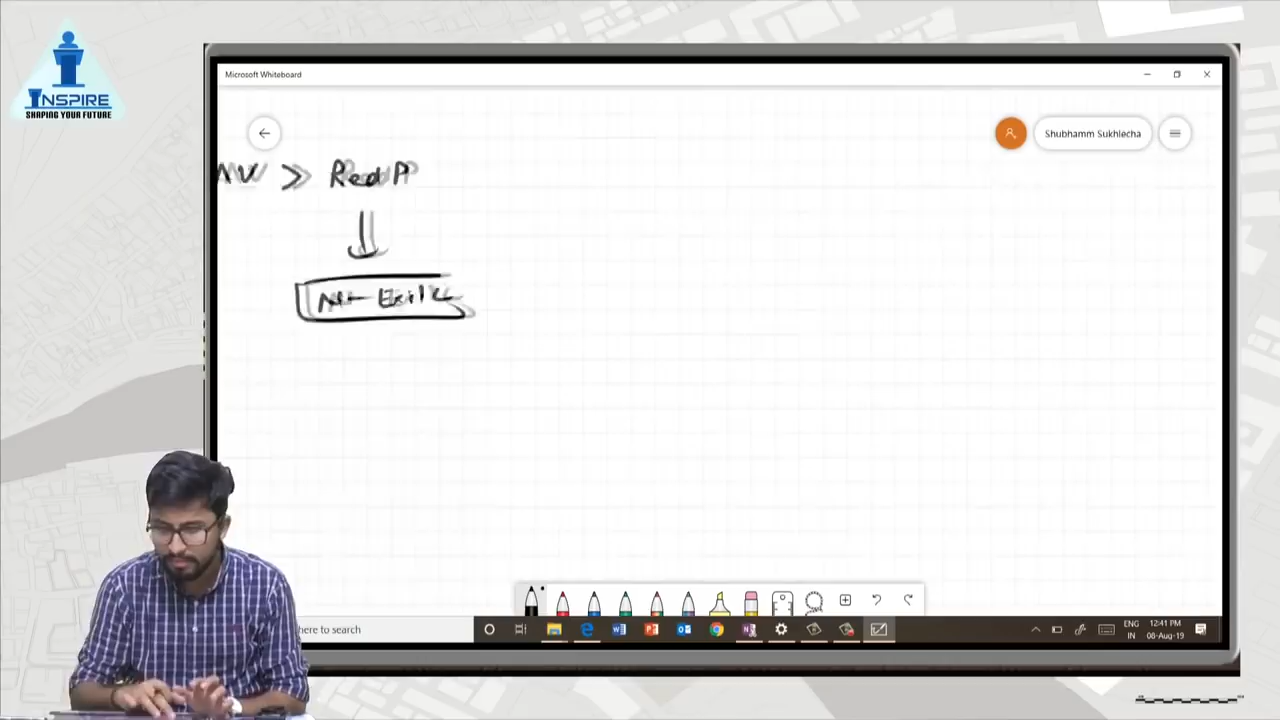 INSPIRE
SHAPING YOUR FUTURE
Microsoft Whiteboard
Shubhamm Sukhlecha
> Red P
here to search
ENG
IN
12:41 PM
08-Aug-19